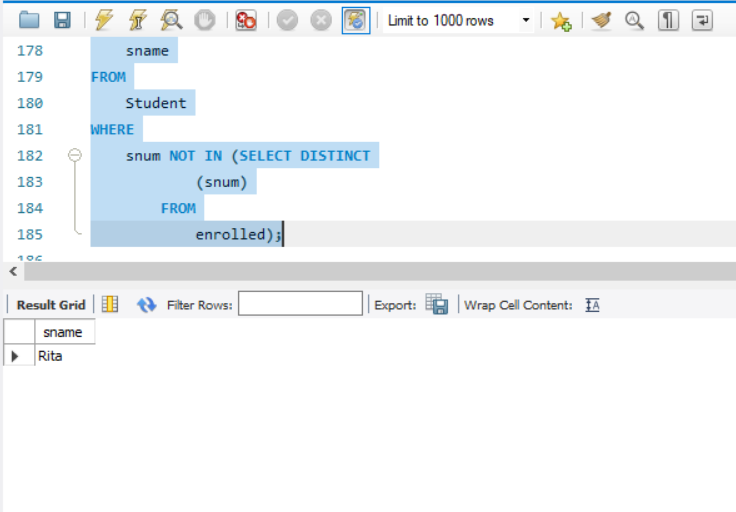 Limit to 1000 rows
178 sname
179 FROM
180 Student
181 WHERE
182 snum NOT IN (SELECT DISTINCT
183 (snum)
184 FROM
185 enrolled);
186
Result Grid Filter Rows: Export: Wrap Cell Content: IA
sname
Rita